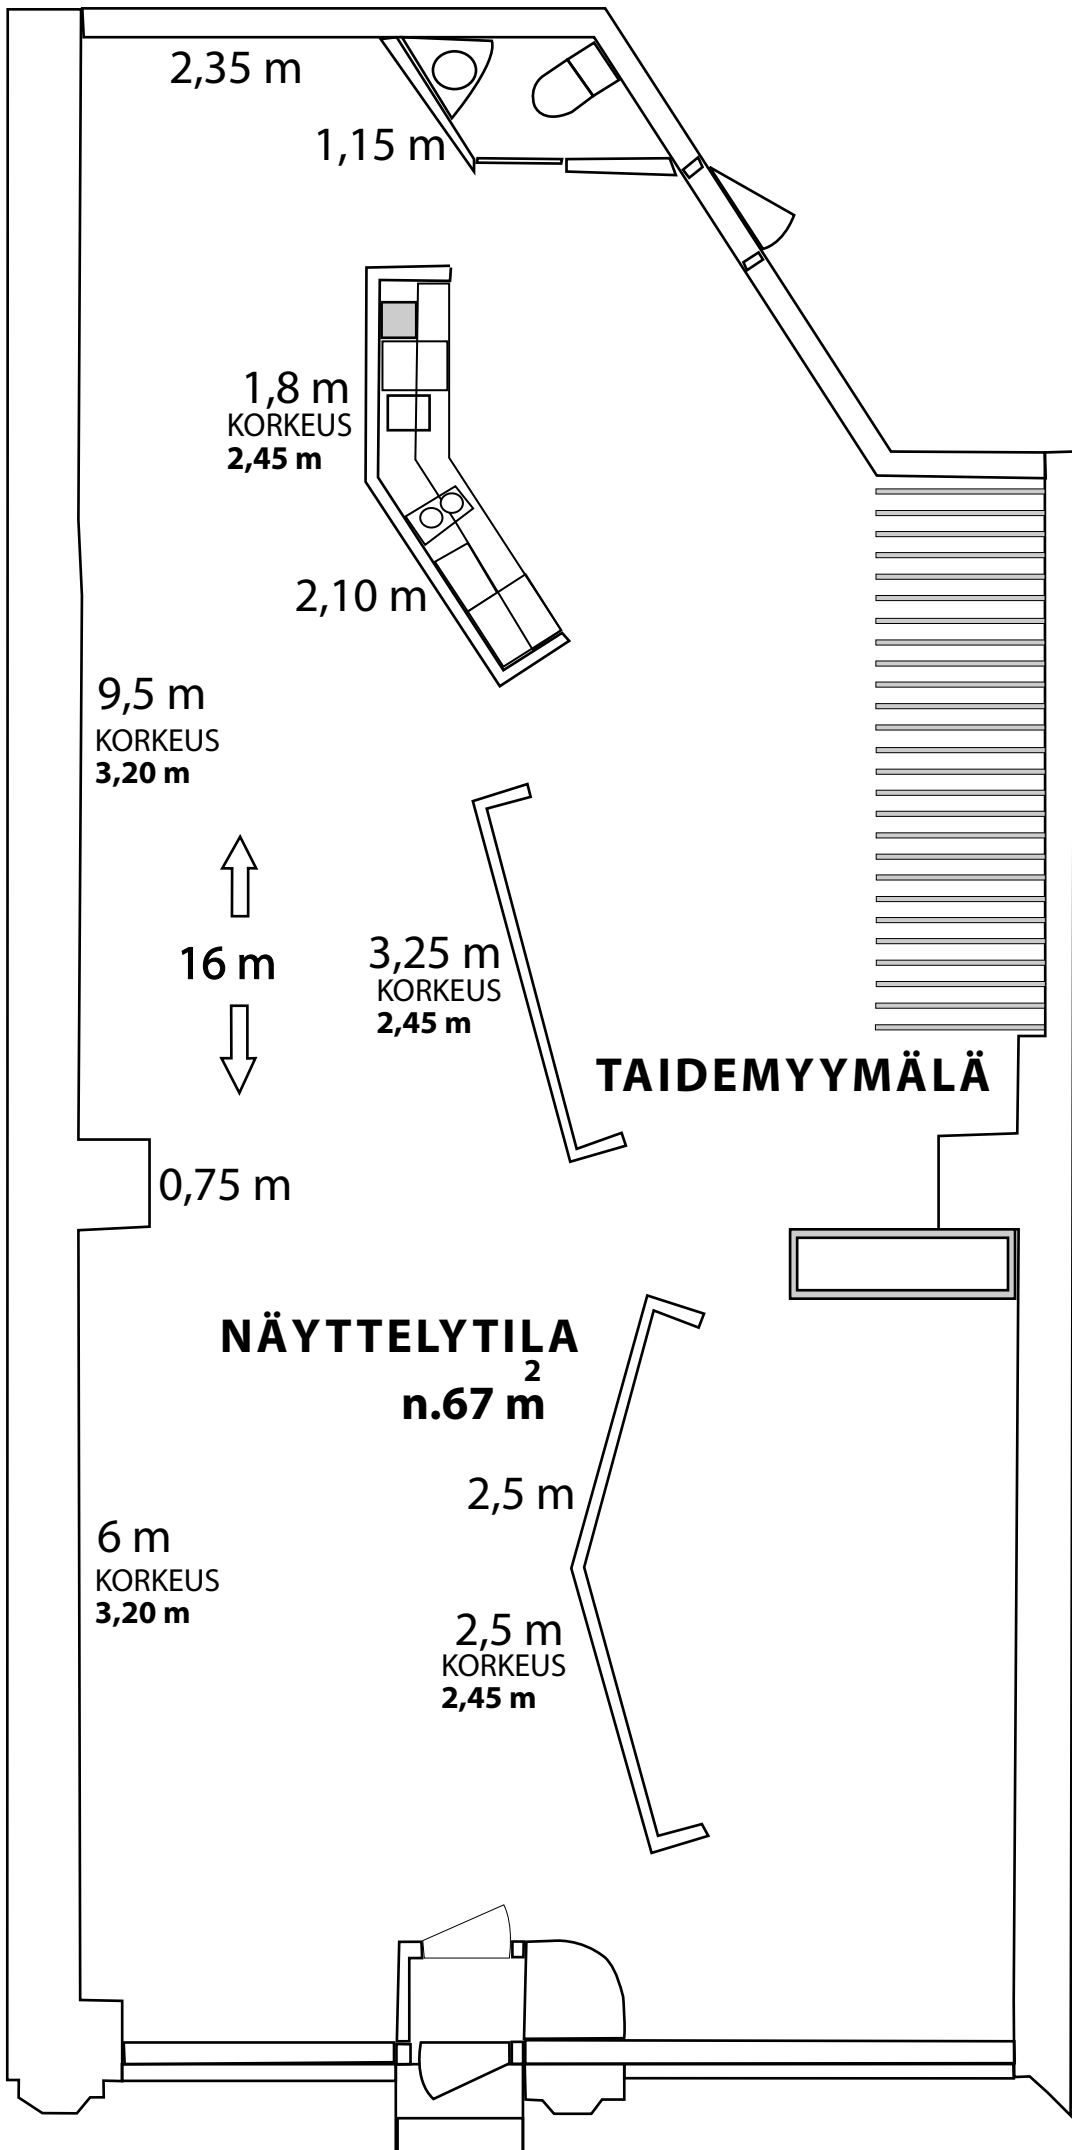 2,35 m
1,15 m
1,8 m
KORKEUS
2,45 m
2,10 m
9,5 m
KORKEUS
3,20 m
16 m
3,25 m
KORKEUS
2,45 m
TAIDEMYYMÄLÄ
0,75 m
NÄYTTELYTILA
n.67 m²
2,5 m
6 m
KORKEUS
3,20 m
2,5 m
KORKEUS
2,45 m